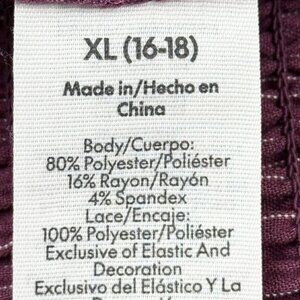 XL (16-18)
Made in/Hecho en
China
Body/Cuerpo:
80% Polyester/Poliéster
16% Rayon/Rayón
4% Spandex
Lace/Encaje:
100% Polyester/Poliéster
Exclusive of Elastic And
Decoration
Exclusivo del Elástico Y La